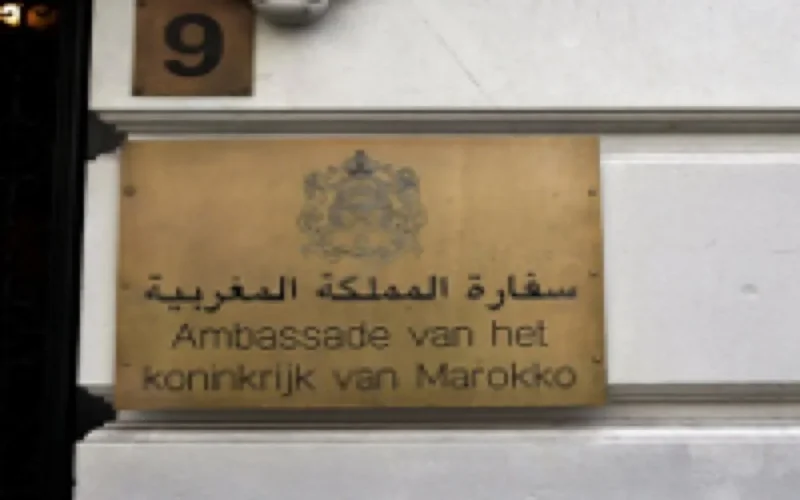 9
سفارة المملكة المغربية
Ambassade van het
koninkrijk van Marokko